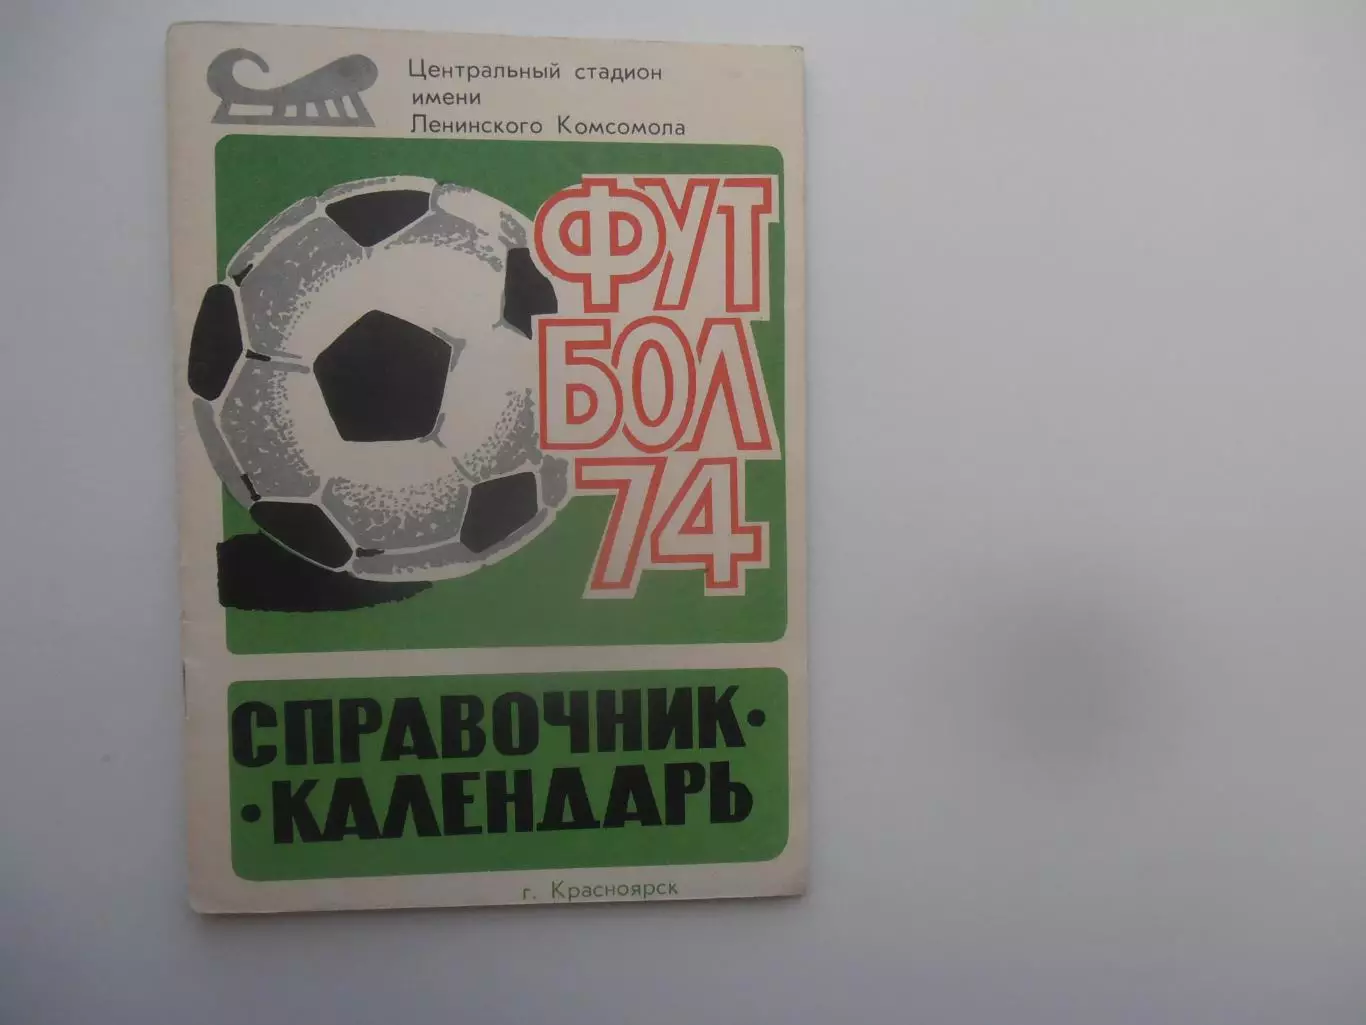 Центральный стадион
имени
Ленинского Комсомола
ФУТ
БОЛ
74
СПРАВОЧНИК·
·КАЛЕНДАРЬ
г. Красноярск